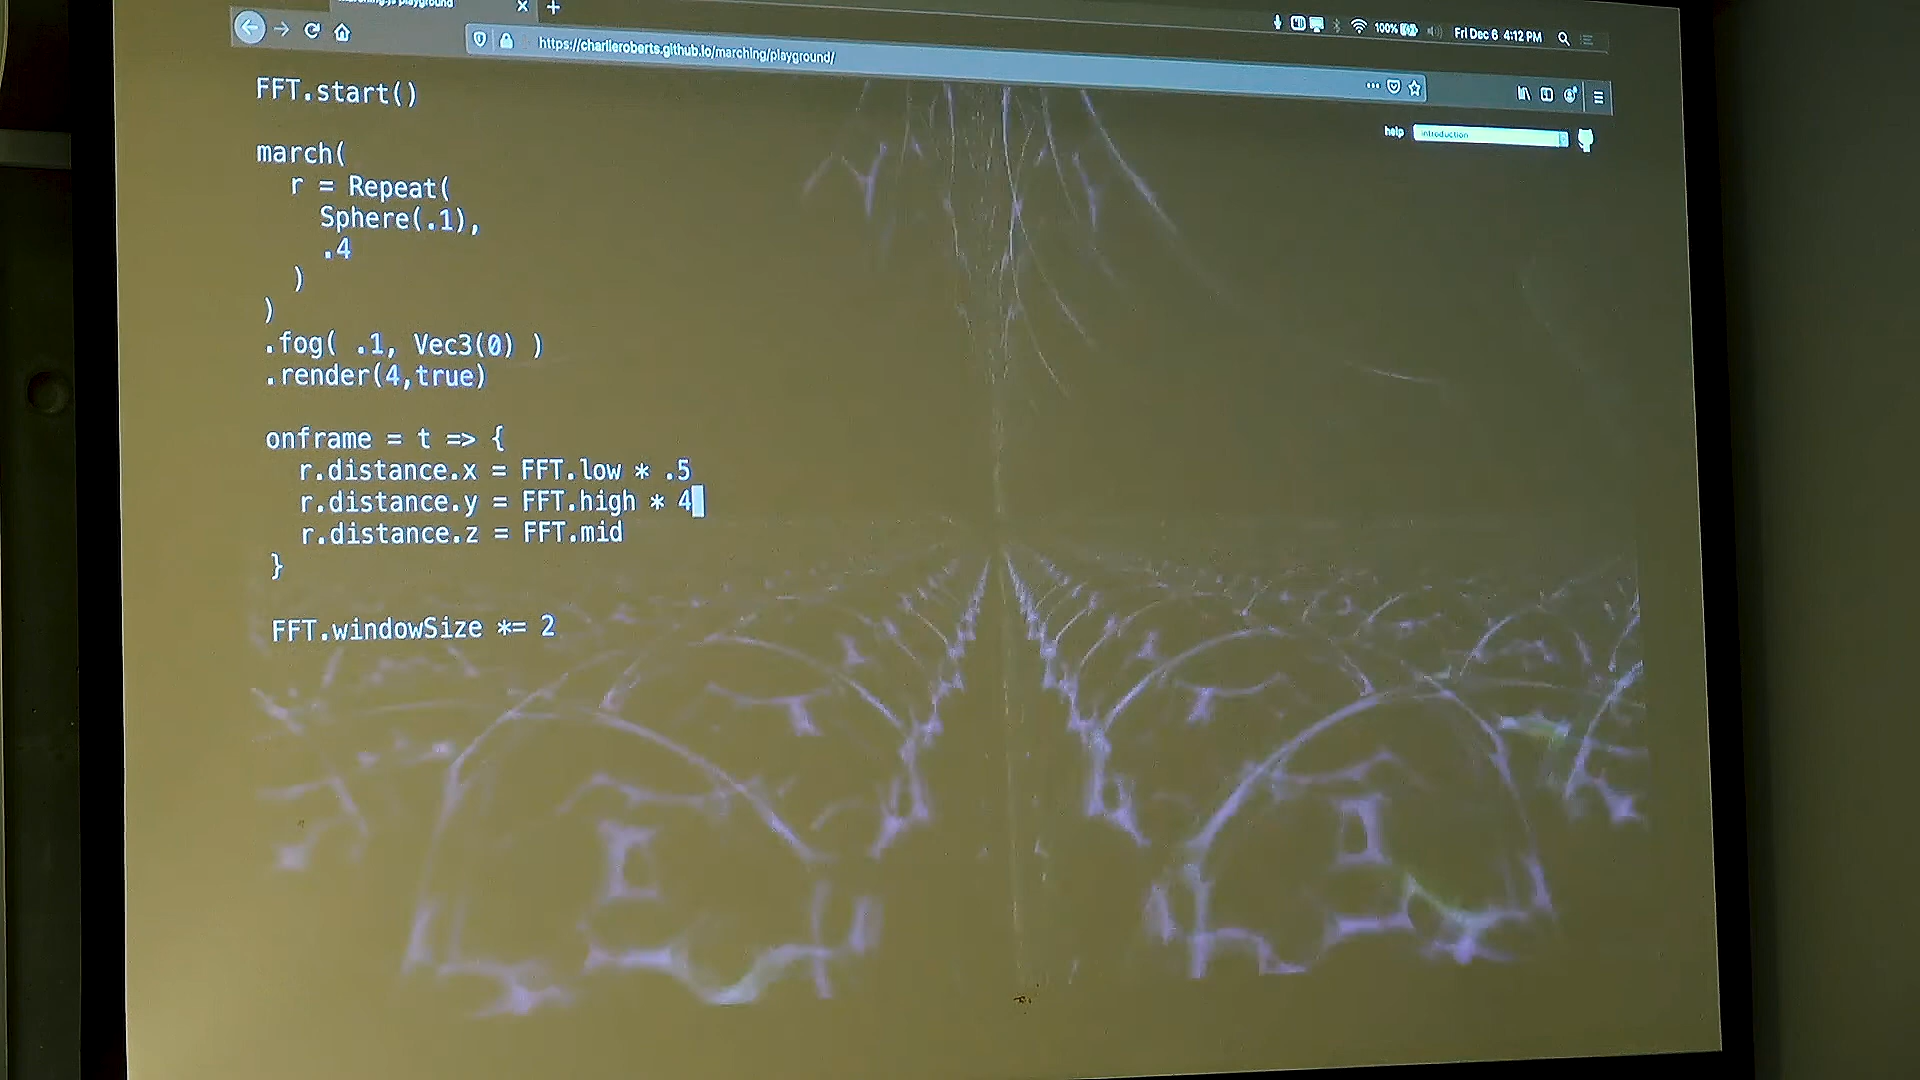 playground
100%
Fri Dec 6 4:12 PM
https://charlieroberts.github.io/marching/playground/
help
introduction
FFT.start()
march(
r = Repeat(
Sphere(.1),
.4
)
)
.fog( .1, Vec3(0) )
.render(4,true)
onframe = t => {
r.distance.x = FFT.low * .5
r.distance.y = FFT.high * 4
r.distance.z = FFT.mid
}
FFT.windowSize *= 2